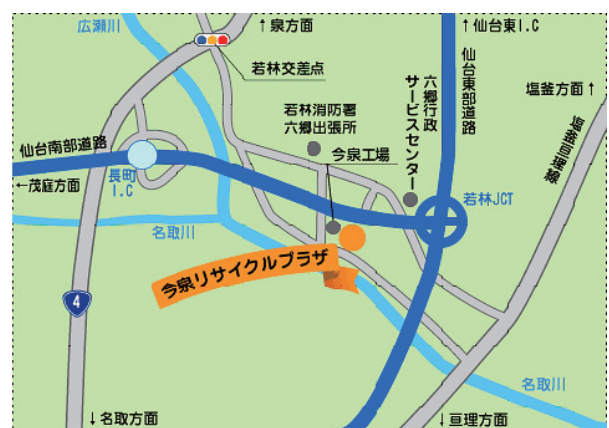 広瀬川
↑泉方面
↑仙台東I.C
若林交差点
仙台東部道路
六郷行政
サービスセンター
塩釜方面↑
塩釜亘理線
若林消防署
六郷出張所
今泉工場
仙台南部道路
←茂庭方面
長町
I.C
若林JCT
名取川
今泉リサイクルプラザ
4
名取川
↓名取方面
↓亘理方面